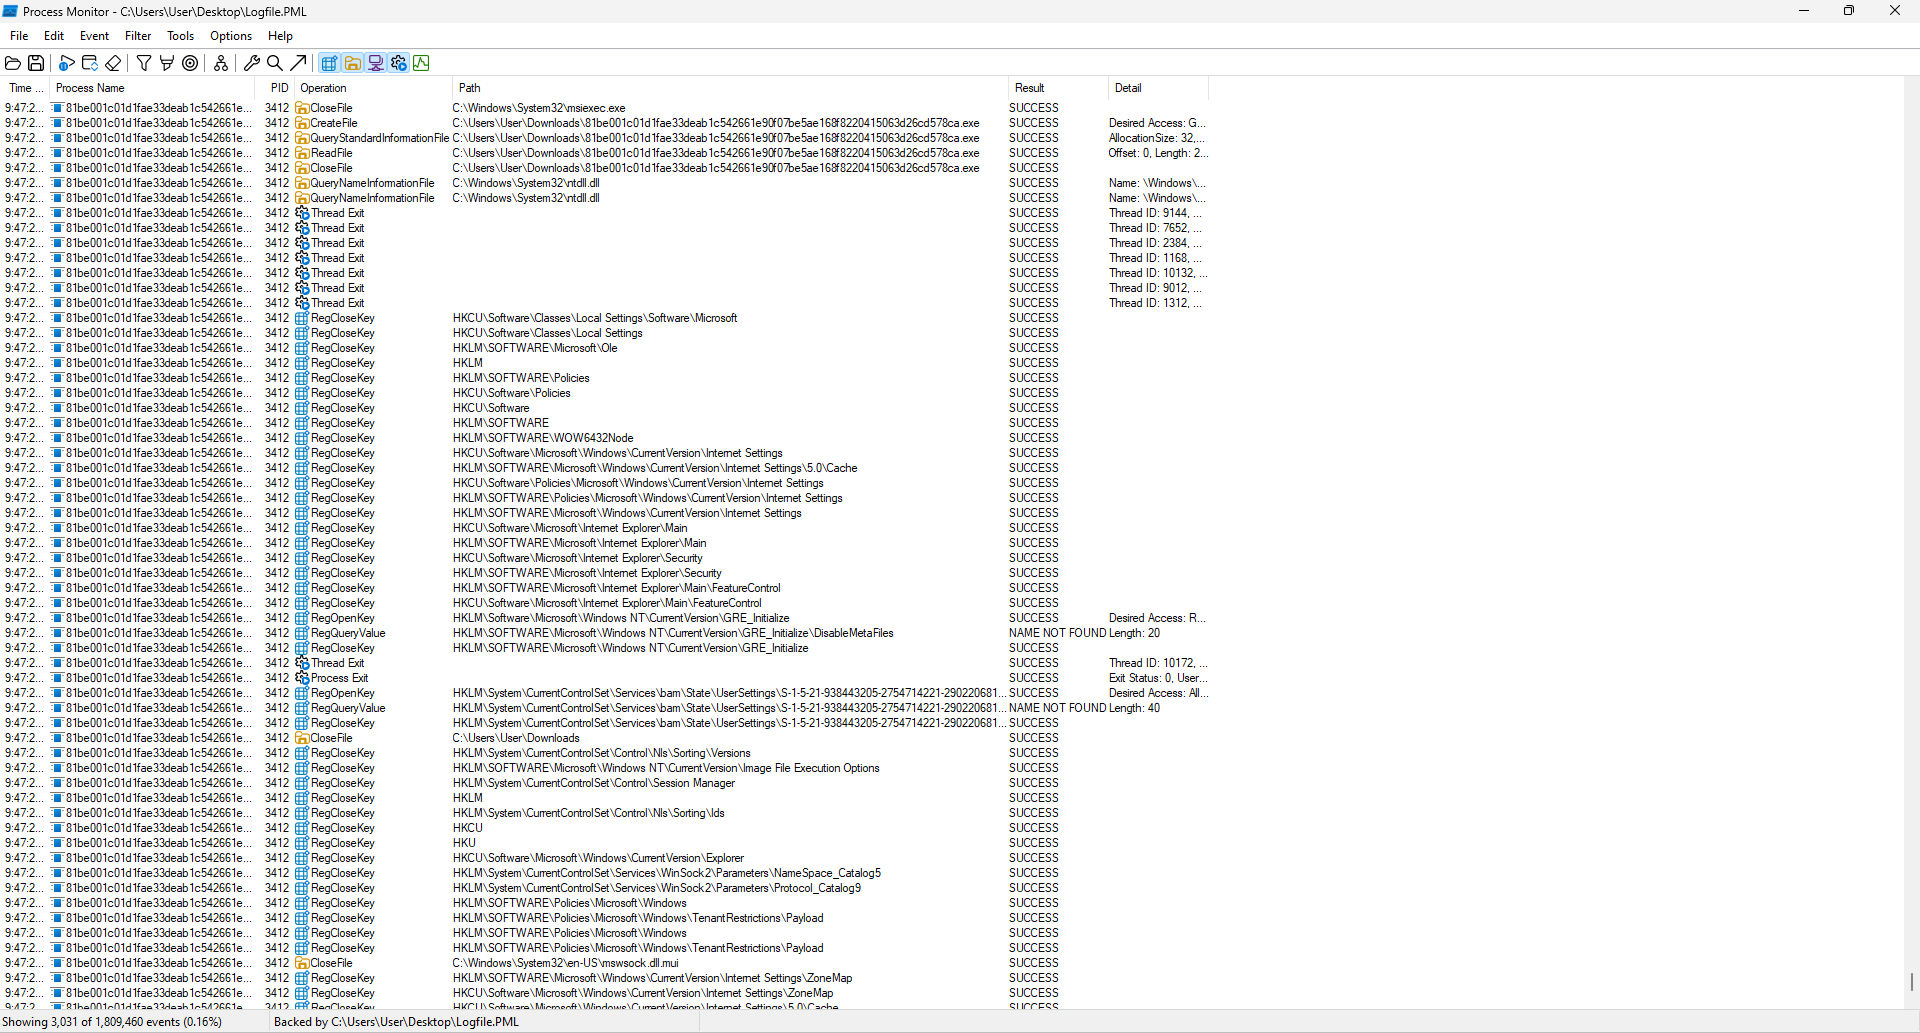 Process Monitor - C:\Users\User\Desktop\Logfile.PML
File Edit Event Filter Tools Options Help
Time ... Process Name PID Operation Path Result Detail
9:47:2... 81be001c01d1fae33deab1c542661e... 3412 CloseFile C:\Windows\System32\msiexec.exe SUCCESS
9:47:2... 81be001c01d1fae33deab1c542661e... 3412 CreateFile C:\Users\User\Downloads\81be001c01d1fae33deab1c542661e90f07be5ae168f8220415063d26cd578ca.exe SUCCESS Desired Access: G...
9:47:2... 81be001c01d1fae33deab1c542661e... 3412 QueryStandardInformationFile C:\Users\User\Downloads\81be001c01d1fae33deab1c542661e90f07be5ae168f8220415063d26cd578ca.exe SUCCESS AllocationSize: 32,...
9:47:2... 81be001c01d1fae33deab1c542661e... 3412 ReadFile C:\Users\User\Downloads\81be001c01d1fae33deab1c542661e90f07be5ae168f8220415063d26cd578ca.exe SUCCESS Offset: 0, Length: 2...
9:47:2... 81be001c01d1fae33deab1c542661e... 3412 CloseFile C:\Users\User\Downloads\81be001c01d1fae33deab1c542661e90f07be5ae168f8220415063d26cd578ca.exe SUCCESS
9:47:2... 81be001c01d1fae33deab1c542661e... 3412 QueryNameInformationFile C:\Windows\System32\ntdll.dll SUCCESS Name: \Windows\...
9:47:2... 81be001c01d1fae33deab1c542661e... 3412 QueryNameInformationFile C:\Windows\System32\ntdll.dll SUCCESS Name: \Windows\...
9:47:2... 81be001c01d1fae33deab1c542661e... 3412 Thread Exit SUCCESS Thread ID: 9144, ...
9:47:2... 81be001c01d1fae33deab1c542661e... 3412 Thread Exit SUCCESS Thread ID: 7652, ...
9:47:2... 81be001c01d1fae33deab1c542661e... 3412 Thread Exit SUCCESS Thread ID: 2384, ...
9:47:2... 81be001c01d1fae33deab1c542661e... 3412 Thread Exit SUCCESS Thread ID: 1168, ...
9:47:2... 81be001c01d1fae33deab1c542661e... 3412 Thread Exit SUCCESS Thread ID: 10132, ...
9:47:2... 81be001c01d1fae33deab1c542661e... 3412 Thread Exit SUCCESS Thread ID: 9012, ...
9:47:2... 81be001c01d1fae33deab1c542661e... 3412 Thread Exit SUCCESS Thread ID: 1312, ...
9:47:2... 81be001c01d1fae33deab1c542661e... 3412 RegCloseKey HKCU\Software\Classes\Local Settings\Software\Microsoft SUCCESS
9:47:2... 81be001c01d1fae33deab1c542661e... 3412 RegCloseKey HKCU\Software\Classes\Local Settings SUCCESS
9:47:2... 81be001c01d1fae33deab1c542661e... 3412 RegCloseKey HKLM\SOFTWARE\Microsoft\Ole SUCCESS
9:47:2... 81be001c01d1fae33deab1c542661e... 3412 RegCloseKey HKLM SUCCESS
9:47:2... 81be001c01d1fae33deab1c542661e... 3412 RegCloseKey HKLM\SOFTWARE\Policies SUCCESS
9:47:2... 81be001c01d1fae33deab1c542661e... 3412 RegCloseKey HKCU\Software\Policies SUCCESS
9:47:2... 81be001c01d1fae33deab1c542661e... 3412 RegCloseKey HKCU\Software SUCCESS
9:47:2... 81be001c01d1fae33deab1c542661e... 3412 RegCloseKey HKLM\SOFTWARE SUCCESS
9:47:2... 81be001c01d1fae33deab1c542661e... 3412 RegCloseKey HKLM\SOFTWARE\WOW6432Node SUCCESS
9:47:2... 81be001c01d1fae33deab1c542661e... 3412 RegCloseKey HKCU\Software\Microsoft\Windows\CurrentVersion\Internet Settings SUCCESS
9:47:2... 81be001c01d1fae33deab1c542661e... 3412 RegCloseKey HKLM\SOFTWARE\Microsoft\Windows\CurrentVersion\Internet Settings\5.0\Cache SUCCESS
9:47:2... 81be001c01d1fae33deab1c542661e... 3412 RegCloseKey HKCU\Software\Policies\Microsoft\Windows\CurrentVersion\Internet Settings SUCCESS
9:47:2... 81be001c01d1fae33deab1c542661e... 3412 RegCloseKey HKLM\SOFTWARE\Policies\Microsoft\Windows\CurrentVersion\Internet Settings SUCCESS
9:47:2... 81be001c01d1fae33deab1c542661e... 3412 RegCloseKey HKLM\SOFTWARE\Microsoft\Windows\CurrentVersion\Internet Settings SUCCESS
9:47:2... 81be001c01d1fae33deab1c542661e... 3412 RegCloseKey HKCU\Software\Microsoft\Internet Explorer\Main SUCCESS
9:47:2... 81be001c01d1fae33deab1c542661e... 3412 RegCloseKey HKLM\SOFTWARE\Microsoft\Internet Explorer\Main SUCCESS
9:47:2... 81be001c01d1fae33deab1c542661e... 3412 RegCloseKey HKCU\Software\Microsoft\Internet Explorer\Security SUCCESS
9:47:2... 81be001c01d1fae33deab1c542661e... 3412 RegCloseKey HKLM\SOFTWARE\Microsoft\Internet Explorer\Security SUCCESS
9:47:2... 81be001c01d1fae33deab1c542661e... 3412 RegCloseKey HKLM\SOFTWARE\Microsoft\Internet Explorer\Main\FeatureControl SUCCESS
9:47:2... 81be001c01d1fae33deab1c542661e... 3412 RegCloseKey HKCU\Software\Microsoft\Internet Explorer\Main\FeatureControl SUCCESS
9:47:2... 81be001c01d1fae33deab1c542661e... 3412 RegOpenKey HKLM\Software\Microsoft\Windows NT\CurrentVersion\GRE_Initialize SUCCESS Desired Access: R...
9:47:2... 81be001c01d1fae33deab1c542661e... 3412 RegQueryValue HKLM\SOFTWARE\Microsoft\Windows NT\CurrentVersion\GRE_Initialize\DisableMetaFiles NAME NOT FOUND Length: 20
9:47:2... 81be001c01d1fae33deab1c542661e... 3412 RegCloseKey HKLM\SOFTWARE\Microsoft\Windows NT\CurrentVersion\GRE_Initialize SUCCESS
9:47:2... 81be001c01d1fae33deab1c542661e... 3412 Thread Exit SUCCESS Thread ID: 10172, ...
9:47:2... 81be001c01d1fae33deab1c542661e... 3412 Process Exit SUCCESS Exit Status: 0, User...
9:47:2... 81be001c01d1fae33deab1c542661e... 3412 RegOpenKey HKLM\System\CurrentControlSet\Services\bam\State\UserSettings\S-1-5-21-938443205-2754714221-290220681... SUCCESS Desired Access: All...
9:47:2... 81be001c01d1fae33deab1c542661e... 3412 RegQueryValue HKLM\System\CurrentControlSet\Services\bam\State\UserSettings\S-1-5-21-938443205-2754714221-290220681... NAME NOT FOUND Length: 40
9:47:2... 81be001c01d1fae33deab1c542661e... 3412 RegCloseKey HKLM\System\CurrentControlSet\Services\bam\State\UserSettings\S-1-5-21-938443205-2754714221-290220681... SUCCESS
9:47:2... 81be001c01d1fae33deab1c542661e... 3412 CloseFile C:\Users\User\Downloads SUCCESS
9:47:2... 81be001c01d1fae33deab1c542661e... 3412 RegCloseKey HKLM\System\CurrentControlSet\Control\Nls\Sorting\Versions SUCCESS
9:47:2... 81be001c01d1fae33deab1c542661e... 3412 RegCloseKey HKLM\SOFTWARE\Microsoft\Windows NT\CurrentVersion\Image File Execution Options SUCCESS
9:47:2... 81be001c01d1fae33deab1c542661e... 3412 RegCloseKey HKLM\System\CurrentControlSet\Control\Session Manager SUCCESS
9:47:2... 81be001c01d1fae33deab1c542661e... 3412 RegCloseKey HKLM SUCCESS
9:47:2... 81be001c01d1fae33deab1c542661e... 3412 RegCloseKey HKLM\System\CurrentControlSet\Control\Nls\Sorting\Ids SUCCESS
9:47:2... 81be001c01d1fae33deab1c542661e... 3412 RegCloseKey HKCU SUCCESS
9:47:2... 81be001c01d1fae33deab1c542661e... 3412 RegCloseKey HKU SUCCESS
9:47:2... 81be001c01d1fae33deab1c542661e... 3412 RegCloseKey HKCU\Software\Microsoft\Windows\CurrentVersion\Explorer SUCCESS
9:47:2... 81be001c01d1fae33deab1c542661e... 3412 RegCloseKey HKLM\System\CurrentControlSet\Services\WinSock2\Parameters\NameSpace_Catalog5 SUCCESS
9:47:2... 81be001c01d1fae33deab1c542661e... 3412 RegCloseKey HKLM\System\CurrentControlSet\Services\WinSock2\Parameters\Protocol_Catalog9 SUCCESS
9:47:2... 81be001c01d1fae33deab1c542661e... 3412 RegCloseKey HKLM\SOFTWARE\Policies\Microsoft\Windows SUCCESS
9:47:2... 81be001c01d1fae33deab1c542661e... 3412 RegCloseKey HKLM\SOFTWARE\Policies\Microsoft\Windows\TenantRestrictions\Payload SUCCESS
9:47:2... 81be001c01d1fae33deab1c542661e... 3412 RegCloseKey HKLM\SOFTWARE\Policies\Microsoft\Windows SUCCESS
9:47:2... 81be001c01d1fae33deab1c542661e... 3412 RegCloseKey HKLM\SOFTWARE\Policies\Microsoft\Windows\TenantRestrictions\Payload SUCCESS
9:47:2... 81be001c01d1fae33deab1c542661e... 3412 CloseFile C:\Windows\System32\en-US\mswsock.dll.mui SUCCESS
9:47:2... 81be001c01d1fae33deab1c542661e... 3412 RegCloseKey HKLM\SOFTWARE\Microsoft\Windows\CurrentVersion\Internet Settings\ZoneMap SUCCESS
9:47:2... 81be001c01d1fae33deab1c542661e... 3412 RegCloseKey HKCU\Software\Microsoft\Windows\CurrentVersion\Internet Settings\ZoneMap SUCCESS
9:47:2... 81be001c01d1fae33deab1c542661e... 3412 RegCloseKey HKCU\Software\Microsoft\Windows\CurrentVersion\Internet Settings\5.0\Cache SUCCESS
Showing 3,031 of 1,809,460 events (0.16%) Backed by C:\Users\User\Desktop\Logfile.PML